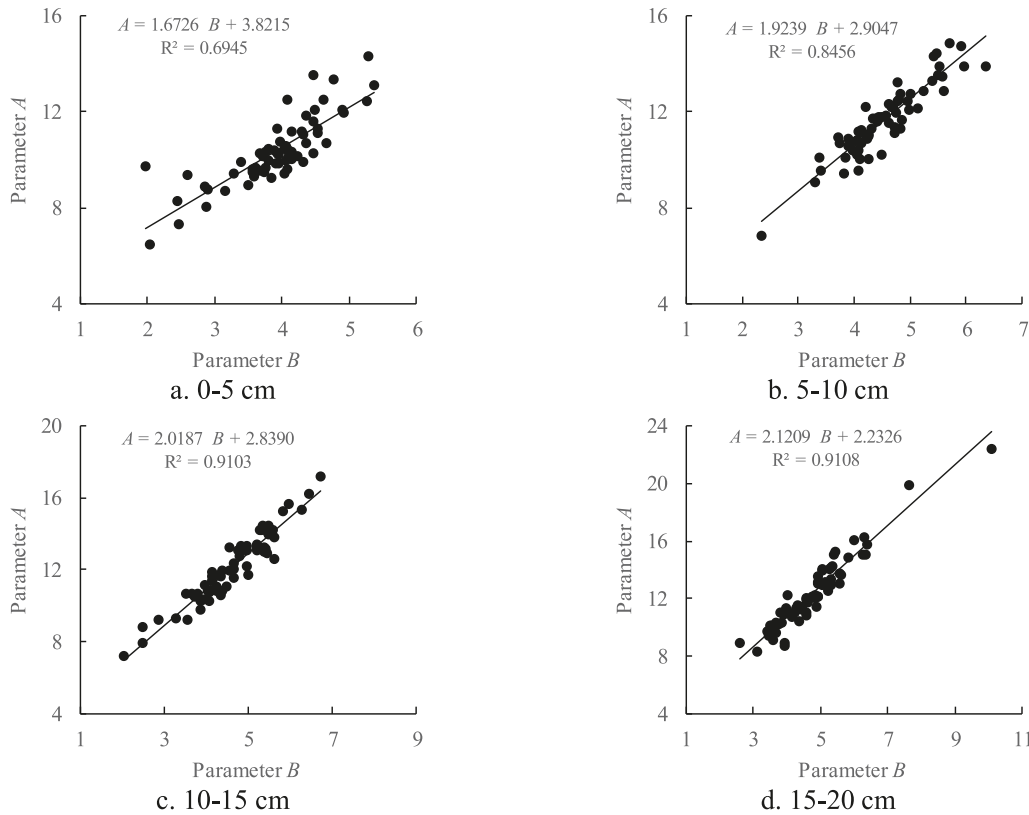 A = 1.6726 B + 3.8215
R² = 0.6945
16
12
8
4
Parameter A
1 2 3 4 5 6
Parameter B
a. 0-5 cm
A = 1.9239 B + 2.9047
R² = 0.8456
16
12
8
4
Parameter A
1 2 3 4 5 6 7
Parameter B
b. 5-10 cm
A = 2.0187 B + 2.8390
R² = 0.9103
20
16
12
8
4
Parameter A
1 3 5 7 9
Parameter B
c. 10-15 cm
A = 2.1209 B + 2.2326
R² = 0.9108
24
20
16
12
8
4
Parameter A
1 3 5 7 9 11
Parameter B
d. 15-20 cm